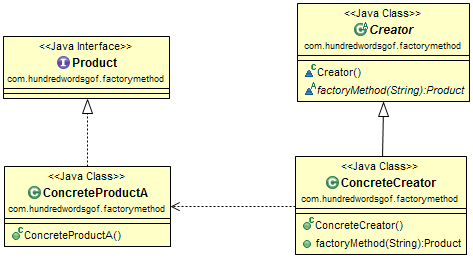 <<Java Interface>>
Product
com.hundredwordsgof.factorymethod
<<Java Class>>
Creator
com.hundredwordsgof.factorymethod
Creator()
factoryMethod(String):Product
<<Java Class>>
ConcreteProductA
com.hundredwordsgof.factorymethod
ConcreteProductA()
<<Java Class>>
ConcreteCreator
com.hundredwordsgof.factorymethod
ConcreteCreator()
factoryMethod(String):Product